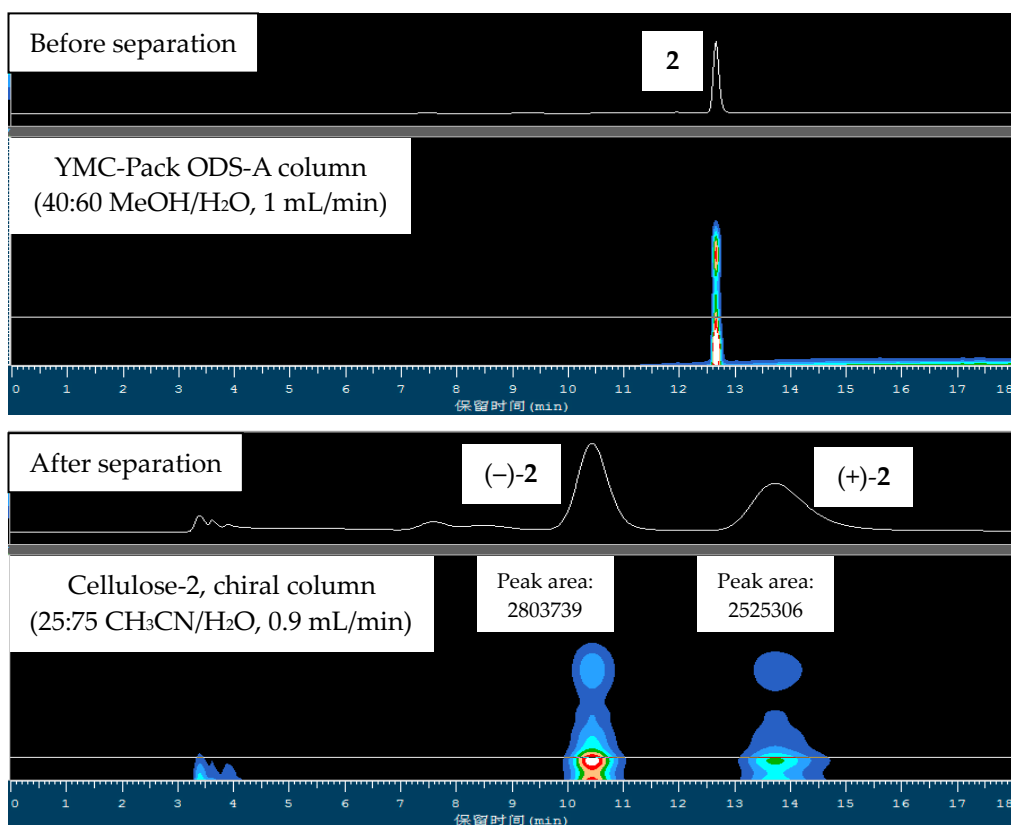 Before separation
2
YMC-Pack ODS-A column
(40:60 MeOH/H₂O, 1 mL/min)
0 1 2 3 4 5 6 7 8 9 10 11 12 13 14 15 16 17 18
保留时间(min)
After separation
(−)-2
(+)-2
Cellulose-2, chiral column
(25:75 CH₃CN/H₂O, 0.9 mL/min)
Peak area:
2803739
Peak area:
2525306
0 1 2 3 4 5 6 7 8 9 10 11 12 13 14 15 16 17 18
保留时间(min)